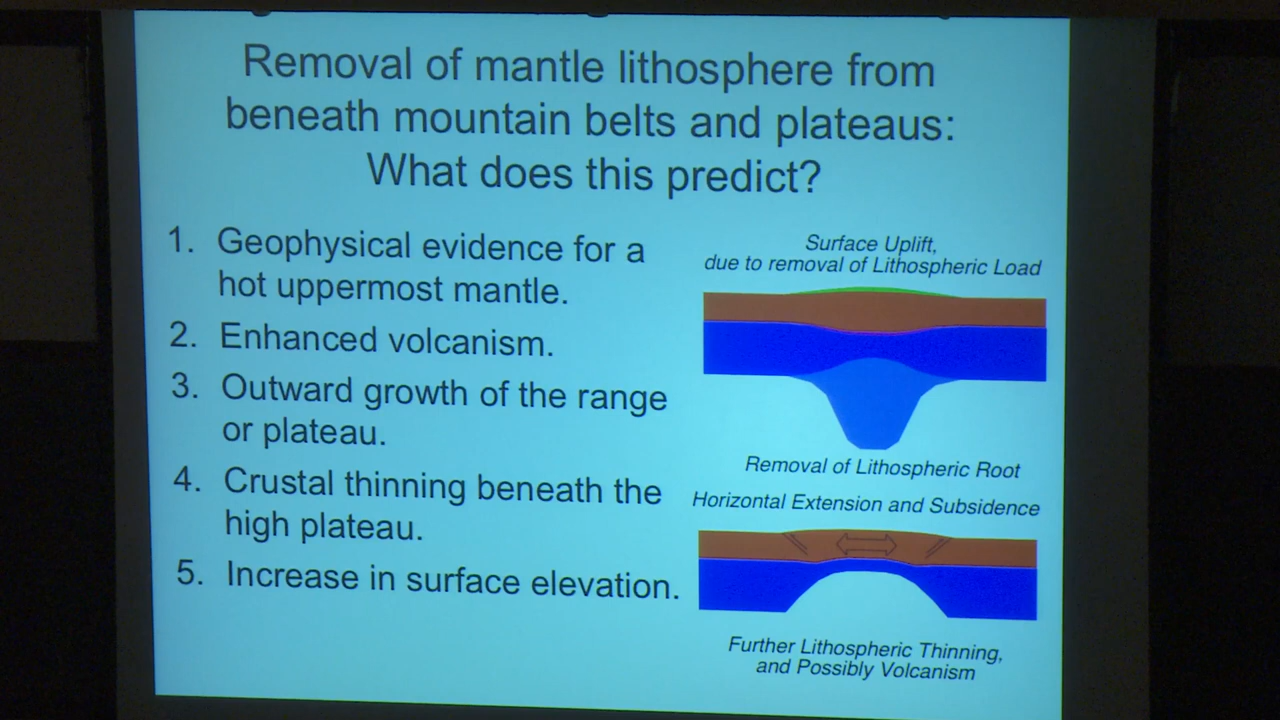 Removal of mantle lithosphere from
beneath mountain belts and plateaus:
What does this predict?
1. Geophysical evidence for a
hot uppermost mantle.
2. Enhanced volcanism.
3. Outward growth of the range
or plateau.
4. Crustal thinning beneath the
high plateau.
5. Increase in surface elevation.
Surface Uplift,
due to removal of Lithospheric Load
Removal of Lithospheric Root
Horizontal Extension and Subsidence
Further Lithospheric Thinning,
and Possibly Volcanism